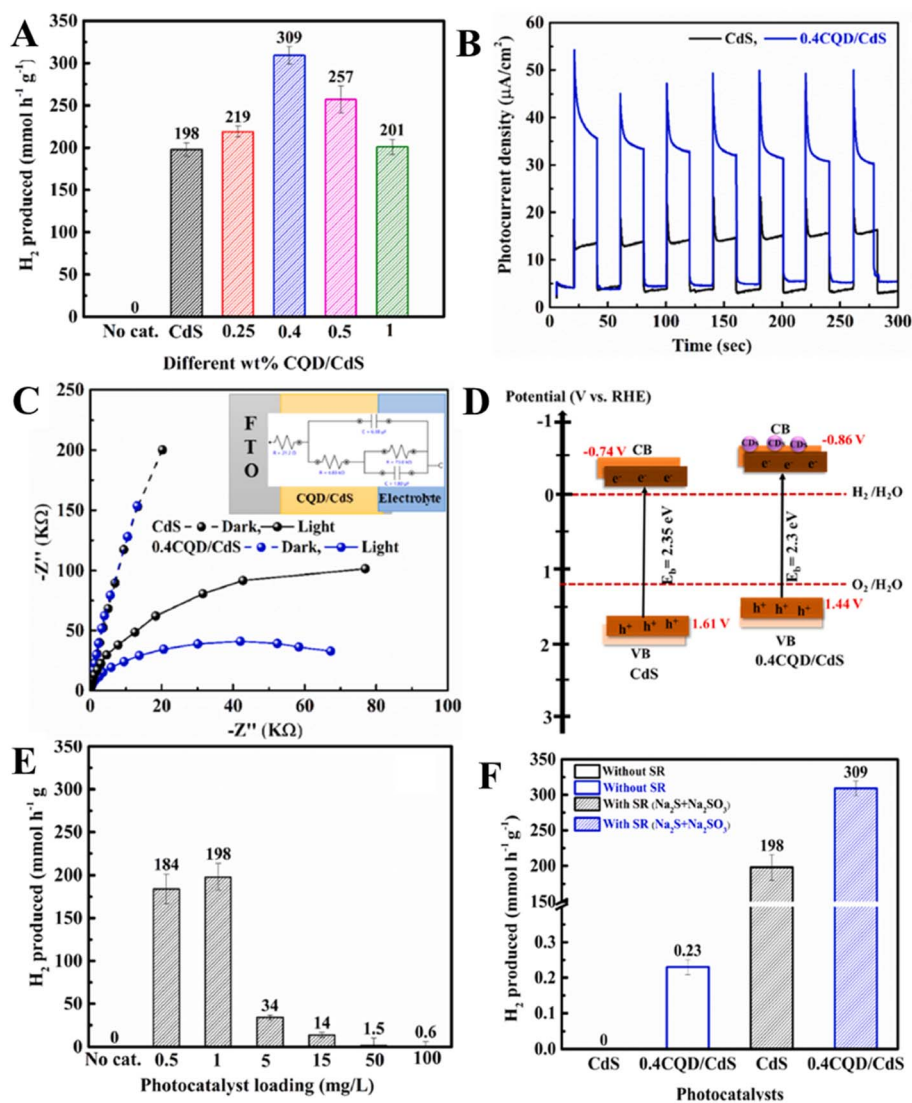 A
H₂ produced (mmol h⁻¹ g⁻¹)
350
300
250
200
150
100
50
0
0
198
219
309
257
201
No cat. CdS 0.25 0.4 0.5 1
Different wt% CQD/CdS
B
CdS, 0.4CQD/CdS
Photocurrent density (μA/cm²)
60
50
40
30
20
10
0
0 50 100 150 200 250 300
Time (sec)
C
-Z'' (KΩ)
250
200
150
100
50
0
F
T
O
CQD/CdS
Electrolyte
CdS Dark, Light
0.4CQD/CdS Dark, Light
0 20 40 60 80 100
-Z'' (KΩ)
D
Potential (V vs. RHE)
-1
0
1
2
3
-0.74 V CB
e⁻ e⁻ e⁻
E_b= 2.35 eV
h⁺ h⁺ h⁺
1.61 V
VB
CdS
CB
CDs CDs CDs
-0.86 V
e⁻ e⁻ e⁻
E_b= 2.3 eV
h⁺ h⁺ h⁺
1.44 V
VB
0.4CQD/CdS
H₂/H₂O
O₂/H₂O
E
H₂ produced (mmol h⁻¹ g
350
300
250
200
150
100
50
0
0
184
198
34
14
1.5
0.6
No cat. 0.5 1 5 15 50 100
Photocatalyst loading (mg/L)
F
Without SR
Without SR
With SR (Na₂S+Na₂SO₃)
With SR (Na₂S+Na₂SO₃)
H₂ produced (mmol h⁻¹ g⁻¹)
350
300
250
200
150
0.3
0.2
0.1
0.0
0
0.23
198
309
CdS 0.4CQD/CdS CdS 0.4CQD/CdS
Photocatalysts